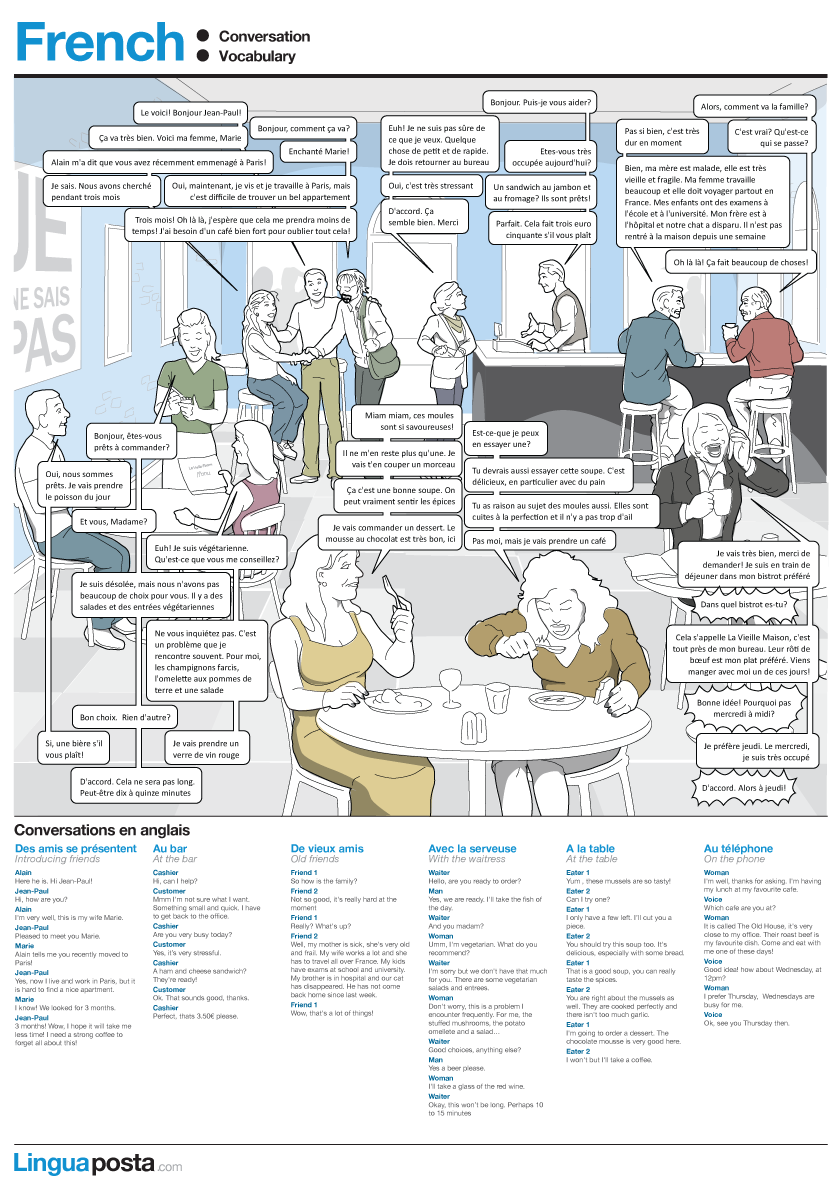 French
Conversation
Vocabulary
Le voici! Bonjour Jean-Paul!
Bonjour, comment ça va?
Ça va très bien. Voici ma femme, Marie
Enchanté Marie!
Alain m'a dit que vous avez récemment emmenagé à Paris!
Je sais. Nous avons cherché
pendant trois mois
Oui, maintenant, je vis et je travaille à Paris, mais
c'est difficile de trouver un bel appartement
Trois mois! Oh là là, j'espère que cela me prendra moins de
temps! J'ai besoin d'un café bien fort pour oublier tout cela!
Bonjour. Puis-je vous aider?
Euh! Je ne suis pas sûre de
ce que je veux. Quelque
chose de petit et de rapide.
Je dois retourner au bureau
Etes-vous très
occupée aujourd'hui?
Oui, c'est très stressant
Un sandwich au jambon et
au fromage? Ils sont prêts!
D'accord. Ça
semble bien. Merci
Parfait. Cela fait trois euro
cinquante s'il vous plaît
Alors, comment va la famille?
Pas si bien, c'est très
dur en moment
C'est vrai? Qu'est-ce
qui se passe?
Bien, ma mère est malade, elle est très
vieille et fragile. Ma femme travaille
beaucoup et elle doit voyager partout en
France. Mes enfants ont des examens à
l'école et à l'université. Mon frère est à
l'hôpital et notre chat a disparu. Il n'est pas
rentré à la maison depuis une semaine
Oh là là! Ça fait beaucoup de choses!
JE
NE SAIS
PAS
Menu
Bonjour, êtes-vous
prêts à commander?
Oui, nous sommes
prêts. Je vais prendre
le poisson du jour
Et vous, Madame?
Euh! Je suis végétarienne.
Qu'est-ce que vous me conseillez?
Je suis désolée, mais nous n'avons pas
beaucoup de choix pour vous. Il y a des
salades et des entrées végétariennes
Ne vous inquiétez pas. C'est
un problème que je
rencontre souvent. Pour moi,
les champignons farcis,
l'omelette aux pommes de
terre et une salade
Bon choix. Rien d'autre?
Si, une bière s'il
vous plaît!
Je vais prendre un
verre de vin rouge
D'accord. Cela ne sera pas long.
Peut-être dix à quinze minutes
Miam miam, ces moules
sont si savoureuses!
Est-ce-que je peux
en essayer une?
Il ne m'en reste plus qu'une. Je
vais t'en couper un morceau
Tu devrais aussi essayer cette soupe. C'est
délicieux, en particulier avec du pain
Ça c'est une bonne soupe. On
peut vraiment sentir les épices
Tu as raison au sujet des moules aussi. Elles sont
cuites à la perfection et il n'y a pas trop d'ail
Je vais commander un dessert. Le
mousse au chocolat est très bon, ici
Pas moi, mais je vais prendre un café
Je vais très bien, merci de
demander! Je suis en train de
déjeuner dans mon bistrot préféré
Dans quel bistrot es-tu?
Cela s'appelle La Vieille Maison, c'est
tout près de mon bureau. Leur rôti de
bœuf est mon plat préféré. Viens
manger avec moi un de ces jours!
Bonne idée! Pourquoi pas
mercredi à midi?
Je préfère jeudi. Le mercredi,
je suis très occupé
D'accord. Alors à jeudi!
Conversations en anglais
Des amis se présentent
Introducing friends
Alain
Here he is. Hi Jean-Paul!
Jean-Paul
Hi, how are you?
Alain
I'm very well, this is my wife Marie.
Jean-Paul
Pleased to meet you Marie.
Marie
Alain tells me you recently moved to
Paris!
Jean-Paul
Yes, now I live and work in Paris, but it
is hard to find a nice apartment.
Marie
I know! We looked for 3 months.
Jean-Paul
3 months! Wow, I hope it will take me
less time! I need a strong coffee to
forget all about this!
Au bar
At the bar
Cashier
Hi, can I help?
Customer
Mmm I'm not sure what I want.
Something small and quick. I have
to get back to the office.
Cashier
Are you very busy today?
Customer
Yes, it's very stressful.
Cashier
A ham and cheese sandwich?
They're ready!
Customer
Ok. That sounds good, thanks.
Cashier
Perfect, thats 3.50€ please.
De vieux amis
Old friends
Friend 1
So how is the family?
Friend 2
Not so good, it's really hard at the
moment
Friend 1
Really? What's up?
Friend 2
Well, my mother is sick, she's very old
and frail. My wife works a lot and she
has to travel all over France. My kids
have exams at school and university.
My brother is in hospital and our cat
has disappeared. He has not come
back home since last week.
Friend 1
Wow, that's a lot of things!
Avec la serveuse
With the waitress
Waiter
Hello, are you ready to order?
Man
Yes, we are ready. I'll take the fish of
the day.
Waiter
And you madam?
Woman
Umm, I'm vegetarian. What do you
recommend?
Waiter
I'm sorry but we don't have that much
for you. There are some vegetarian
salads and entrees.
Woman
Don't worry, this is a problem I
encounter frequently. For me, the
stuffed mushrooms, the potato
omellete and a salad...
Waiter
Good choices, anything else?
Man
Yes a beer please.
Woman
I'll take a glass of the red wine.
Waiter
Okay, this won't be long. Perhaps 10
to 15 minutes
A la table
At the table
Eater 1
Yum , these mussels are so tasty!
Eater 2
Can I try one?
Eater 1
I only have a few left. I'll cut you a
piece.
Eater 2
You should try this soup too. It's
delicious, especially with some bread.
Eater 1
That is a good soup, you can really
taste the spices.
Eater 2
You are right about the mussels as
well. They are cooked perfectly and
there isn't too much garlic.
Eater 1
I'm going to order a dessert. The
chocolate mousse is very good here.
Eater 2
I won't but I'll take a coffee.
Au téléphone
On the phone
Woman
I'm well, thanks for asking. I'm having
my lunch at my favourite cafe.
Voice
Which cafe are you at?
Woman
It is called The Old House, it's very
close to my office. Their roast beef is
my favourite dish. Come and eat with
me one of these days!
Voice
Good idea! how about Wednesday, at
12pm?
Woman
I prefer Thursday, Wednesdays are
busy for me.
Voice
Ok, see you Thursday then.
Linguaposta.com